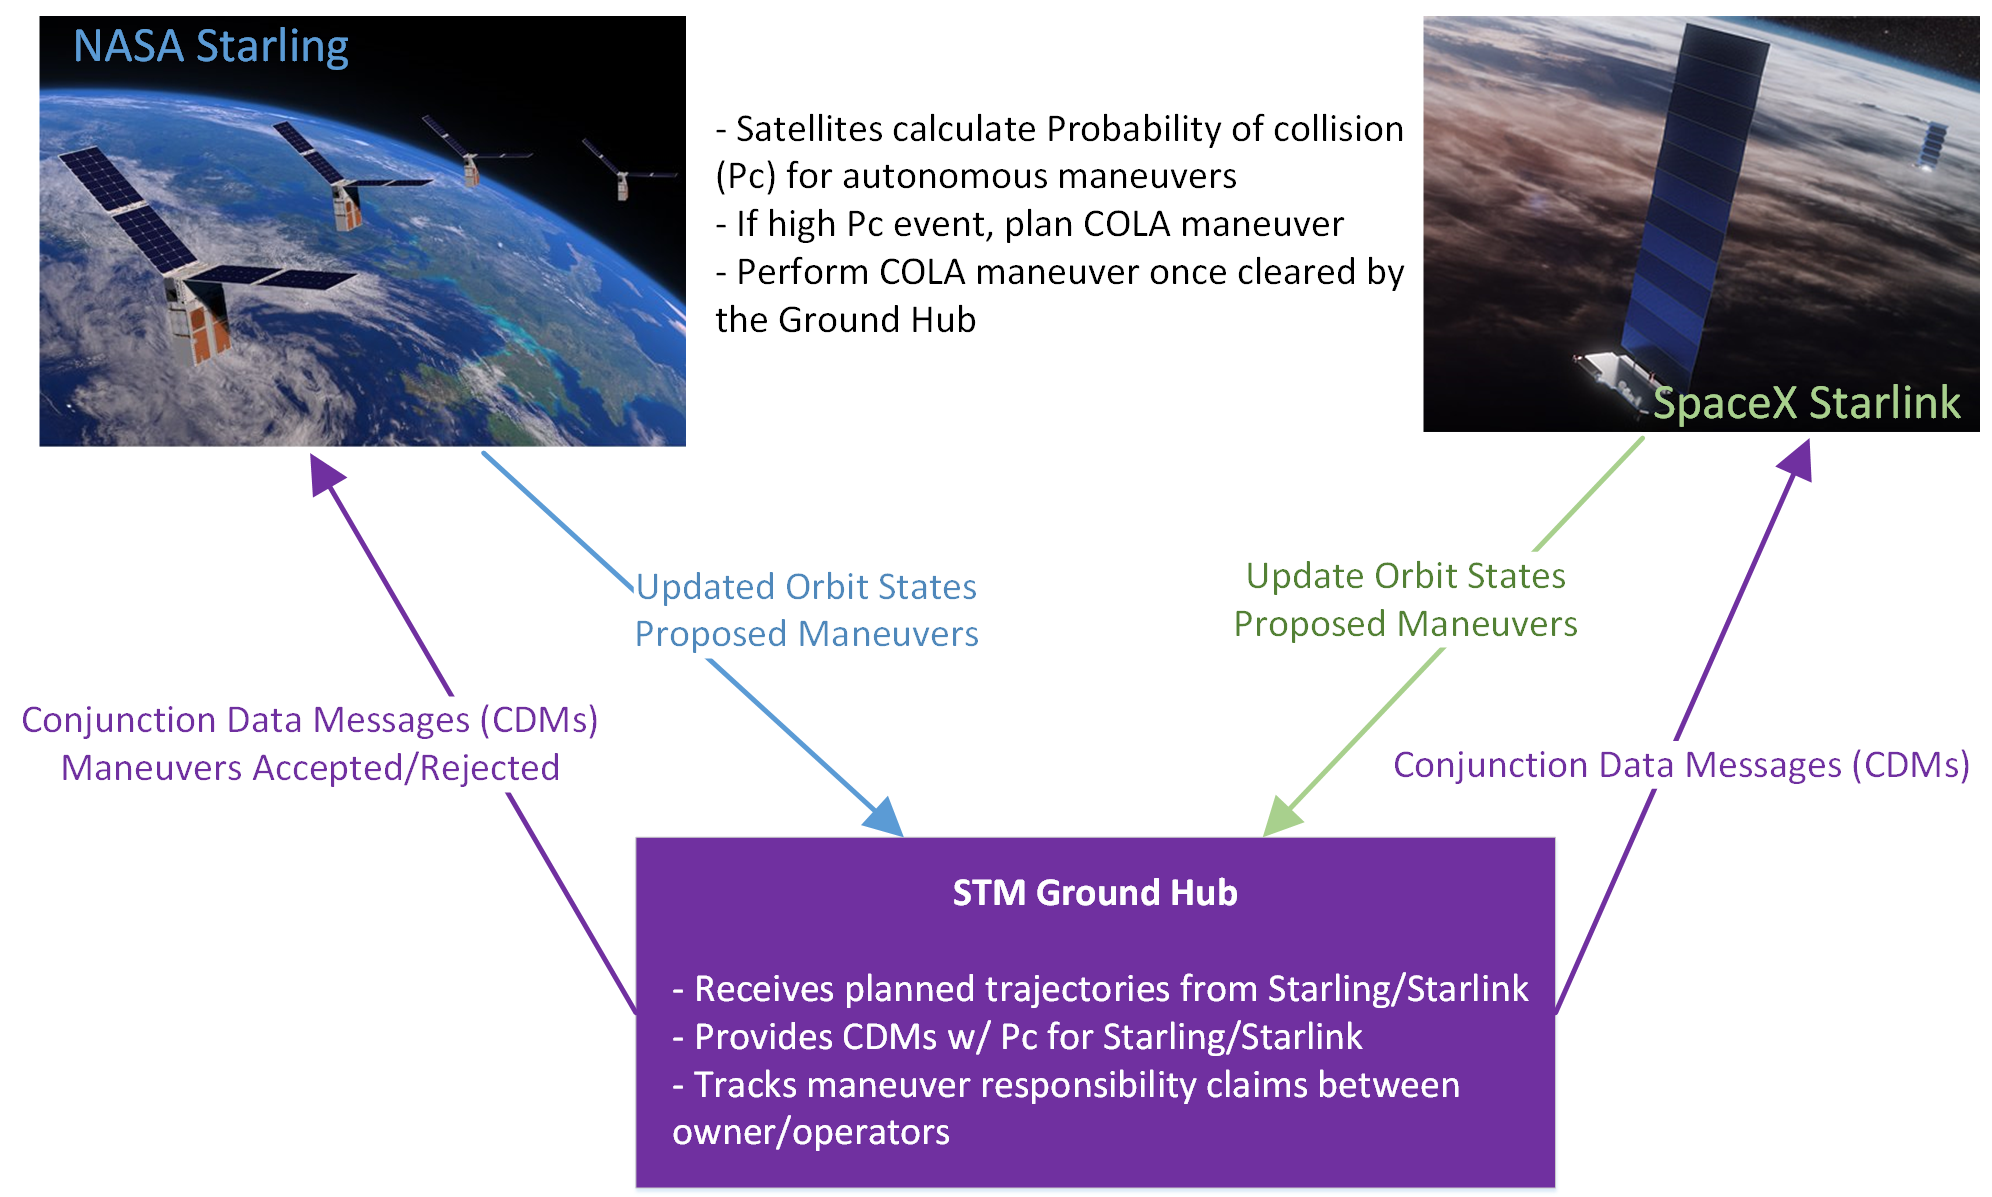 NASA Starling
- Satellites calculate Probability of collision
(Pc) for autonomous maneuvers
- If high Pc event, plan COLA maneuver
- Perform COLA maneuver once cleared by
the Ground Hub
SpaceX Starlink
Updated Orbit States
Proposed Maneuvers
Update Orbit States
Proposed Maneuvers
Conjunction Data Messages (CDMs)
Maneuvers Accepted/Rejected
Conjunction Data Messages (CDMs)
STM Ground Hub
- Receives planned trajectories from Starling/Starlink
- Provides CDMs w/ Pc for Starling/Starlink
- Tracks maneuver responsibility claims between
owner/operators